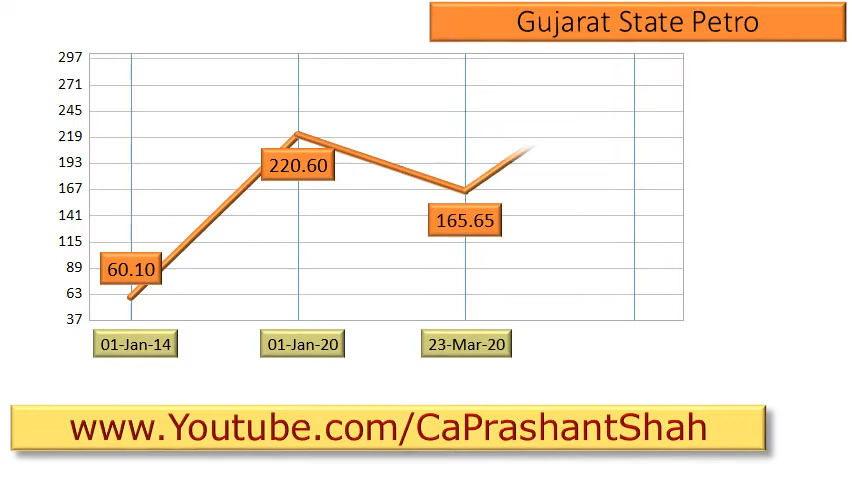 Gujarat State Petro
297
271
245
219
193
167
141
115
89
63
37
60.10
220.60
165.65
01-Jan-14
01-Jan-20
23-Mar-20
www.Youtube.com/CaPrashantShah